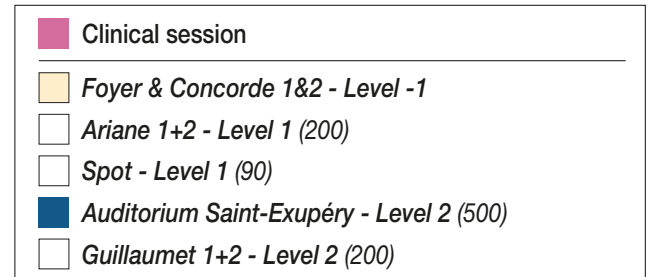 Clinical session
Foyer & Concorde 1&2 - Level -1
Ariane 1+2 - Level 1 (200)
Spot - Level 1 (90)
Auditorium Saint-Exupéry - Level 2 (500)
Guillaumet 1+2 - Level 2 (200)